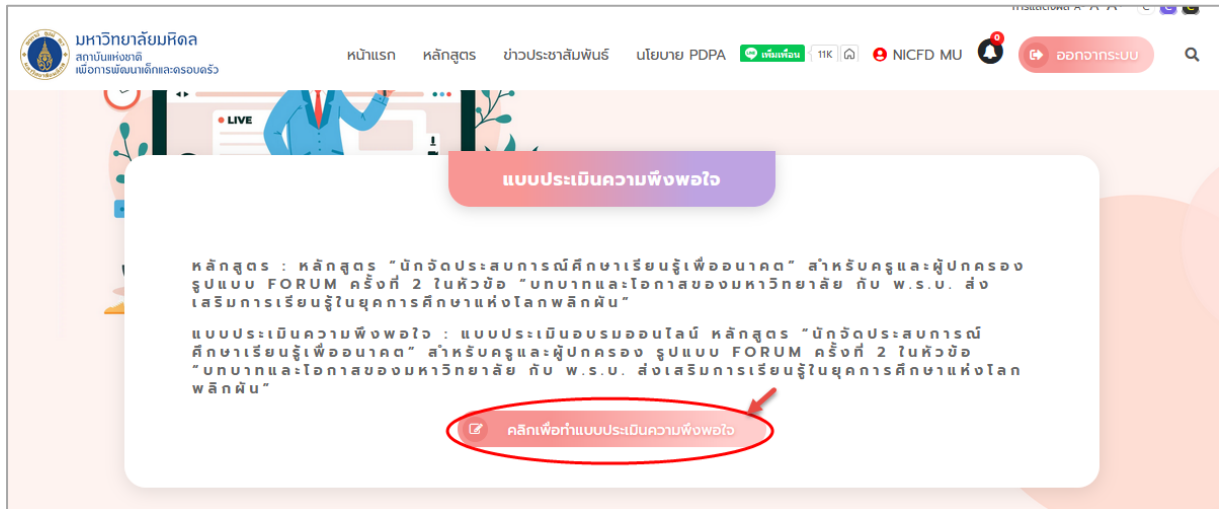 การแสดงผล
มหาวิทยาลัยมหิดล
สถาบันแห่งชาติ
เพื่อการพัฒนาเด็กและครอบครัว
หน้าแรก หลักสูตร ข่าวประชาสัมพันธ์ นโยบาย PDPA LINE เพิ่มเพื่อน 11K NICFD MU 0 ออกจากระบบ
LIVE
แบบประเมินความพึงพอใจ
หลักสูตร : หลักสูตร “นักจัดประสบการณ์ศึกษาเรียนรู้เพื่ออนาคต” สำหรับครูและผู้ปกครอง
รูปแบบ FORUM ครั้งที่ 2 ในหัวข้อ “บทบาทและโอกาสของมหาวิทยาลัย กับ พ.ร.บ. ส่ง
เสริมการเรียนรู้ในยุคการศึกษาแห่งโลกพลิกผัน”
แบบประเมินความพึงพอใจ : แบบประเมินอบรมออนไลน์ หลักสูตร “นักจัดประสบการณ์
ศึกษาเรียนรู้เพื่ออนาคต” สำหรับครูและผู้ปกครอง รูปแบบ FORUM ครั้งที่ 2 ในหัวข้อ
“บทบาทและโอกาสของมหาวิทยาลัย กับ พ.ร.บ. ส่งเสริมการเรียนรู้ในยุคการศึกษาแห่งโลก
พลิกผัน”
คลิกเพื่อทำแบบประเมินความพึงพอใจ